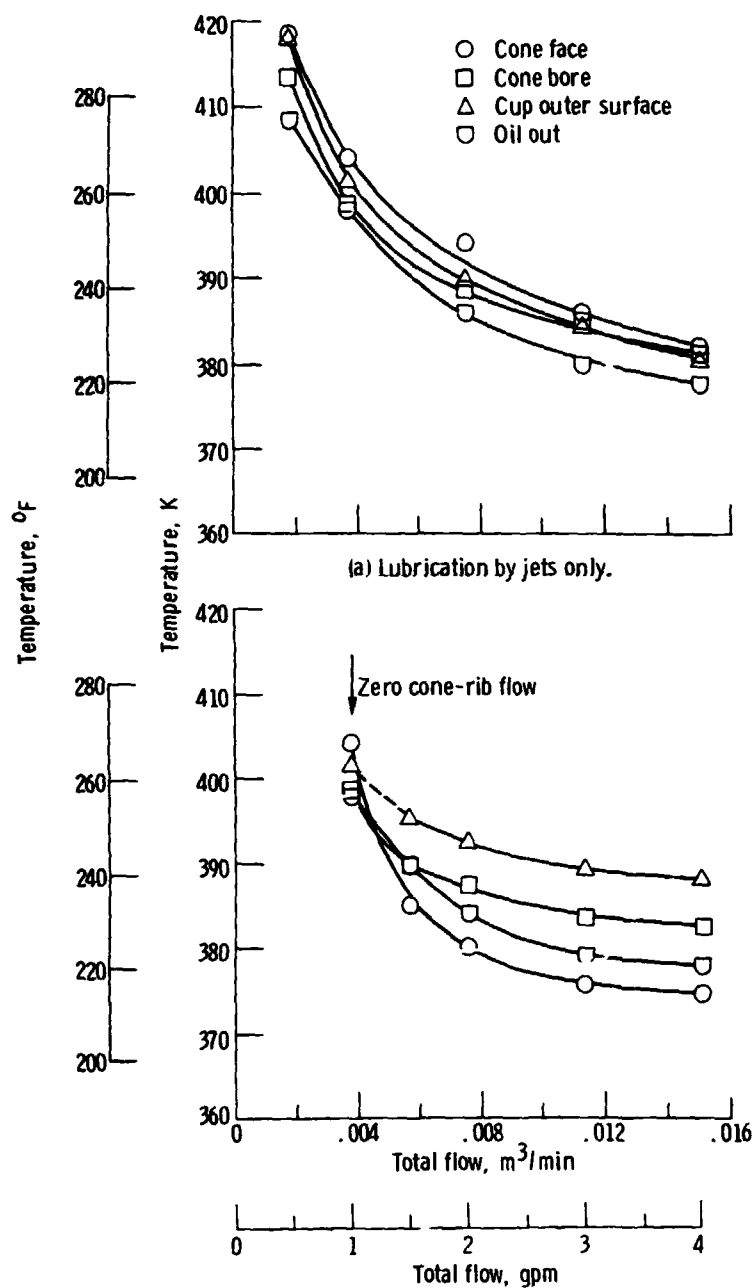 420
410
400
390
380
370
360
280
260
240
220
200
Temperature, °F
Temperature, K
Cone face
Cone bore
Cup outer surface
Oil out
(a) Lubrication by jets only.
420
410
400
390
380
370
360
280
260
240
220
200
Zero cone-rib flow
0 .004 .008 .012 .016
Total flow, m³/min
0 1 2 3 4
Total flow, gpm